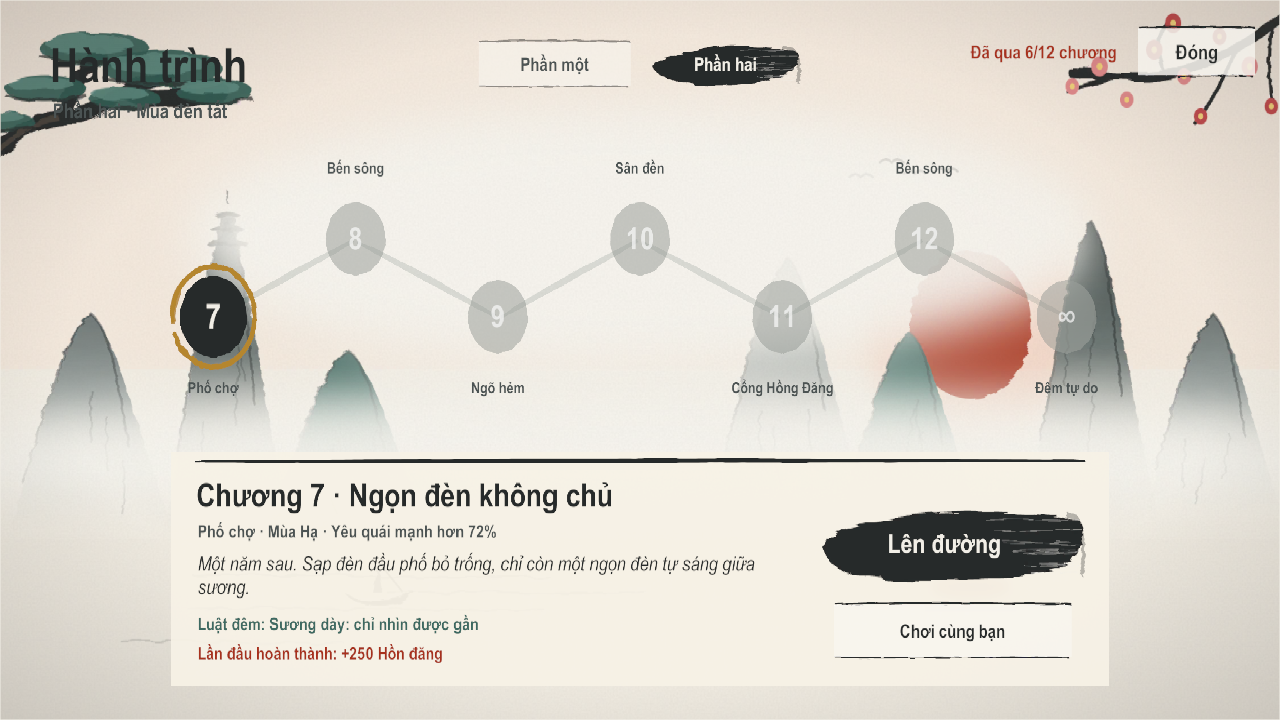 Hành trình
Phần hai · Mùa đèn tắt
Phần một
Phần hai
Đã qua 6/12 chương
Đóng
Bến sông
Sân đền
Bến sông
8
10
12
7
9
11
∞
Phố chợ
Ngõ hẻm
Cổng Hồng Đăng
Đêm tự do
Chương 7 · Ngọn đèn không chủ
Phố chợ · Mùa Hạ · Yêu quái mạnh hơn 72%
Một năm sau. Sạp đèn đầu phố bỏ trống, chỉ còn một ngọn đèn tự sáng giữa
sương.
Luật đêm: Sương dày: chỉ nhìn được gần
Lần đầu hoàn thành: +250 Hồn đăng
Lên đường
Chơi cùng bạn